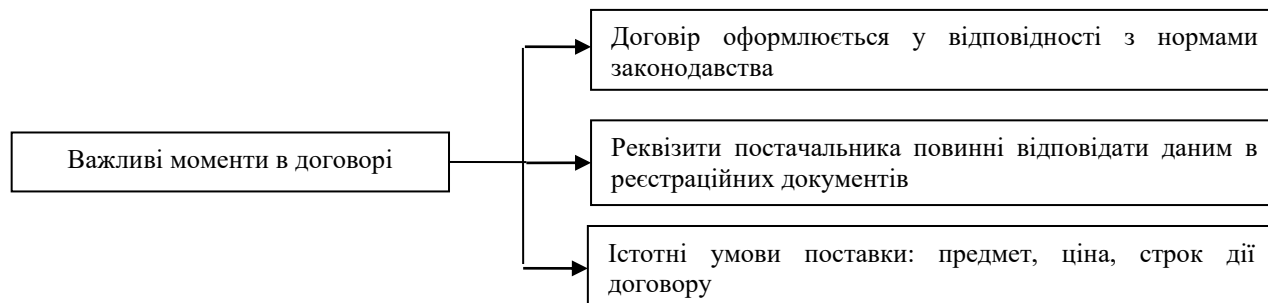 Договір оформлюється у відповідності з нормами
законодавства
Важливі моменти в договорі
Реквізити постачальника повинні відповідати даним в
реєстраційних документів
Істотні умови поставки: предмет, ціна, строк дії
договору